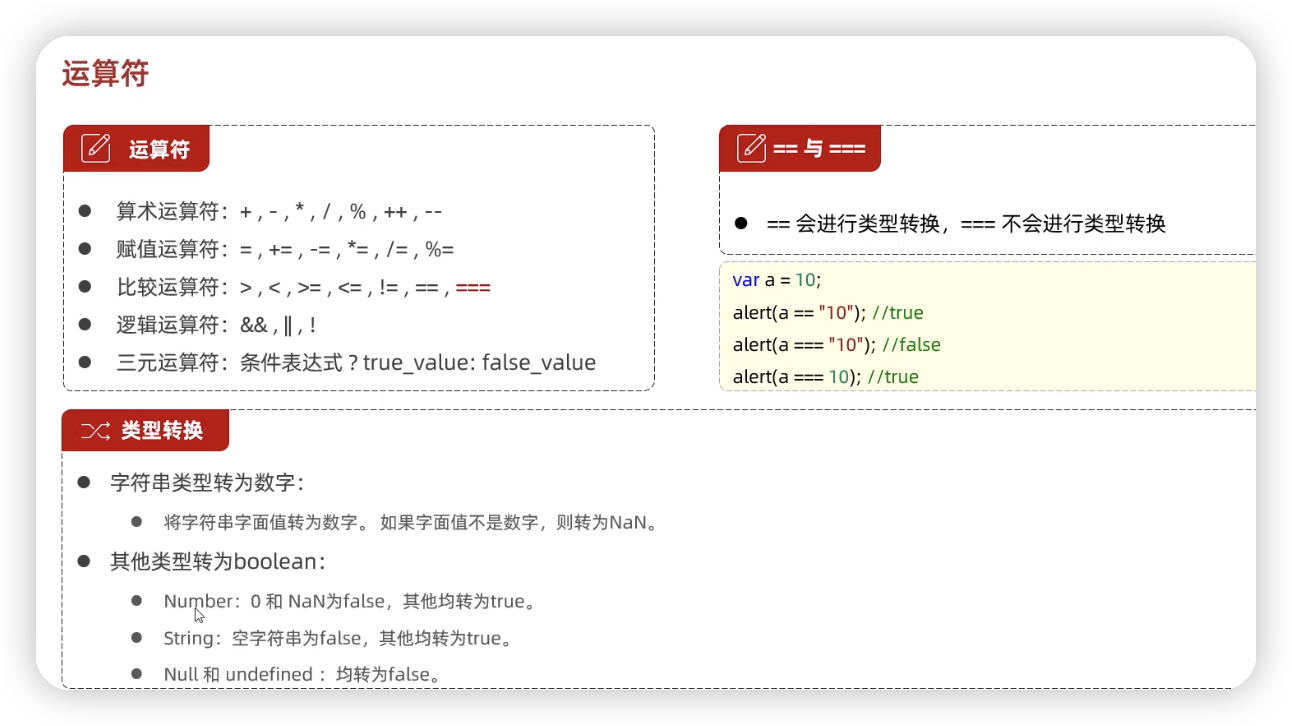 运算符
运算符
算术运算符：+ , - , * , / , % , ++ , --
赋值运算符：= , += , -= , *= , /= , %=
比较运算符：> , < , >= , <= , != , == , ===
逻辑运算符：&& , || , !
三元运算符：条件表达式 ? true_value: false_value
== 与 ===
== 会进行类型转换，=== 不会进行类型转换
var a = 10;
alert(a == "10"); //true
alert(a === "10"); //false
alert(a === 10); //true
类型转换
字符串类型转为数字：
将字符串字面值转为数字。 如果字面值不是数字，则转为NaN。
其他类型转为boolean：
Number：0 和 NaN为false，其他均转为true。
String：空字符串为false，其他均转为true。
Null 和 undefined ：均转为false。